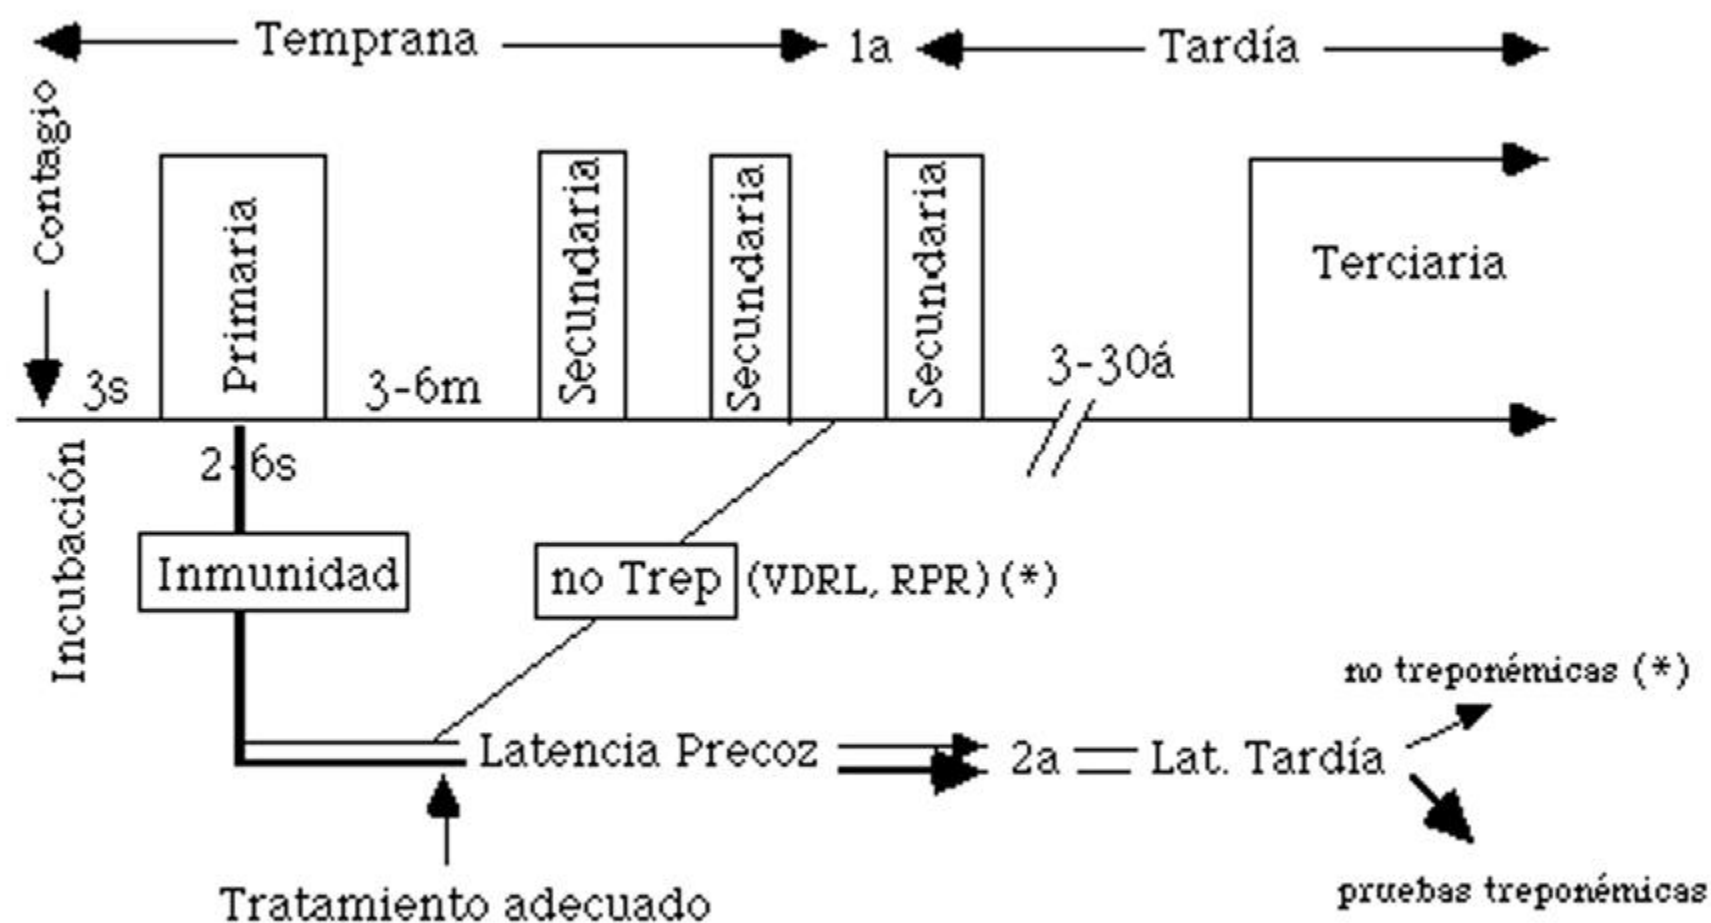 Temprana
1a
Tardía
Contagio
Primaria
Secundaria
Secundaria
Secundaria
Terciaria
3s
3-6m
3-30á
Incubación
2-6s
Inmunidad
no Trep (VDRL, RPR) (*)
no treponémicas (*)
Latencia Precoz
2a
Lat. Tardía
pruebas treponémicas
Tratamiento adecuado